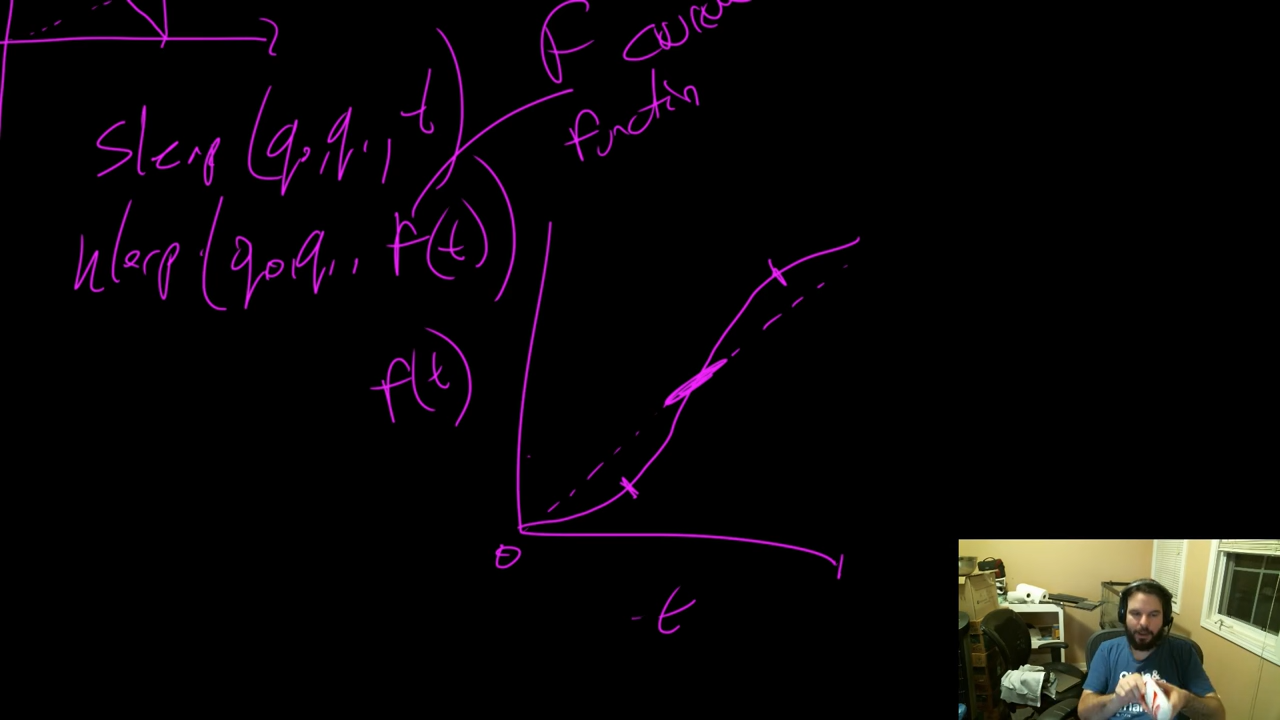 F
function
Slerp(q0,q1,t)
nlerp(q0,q1,f(t))
f(t)
0
1
t